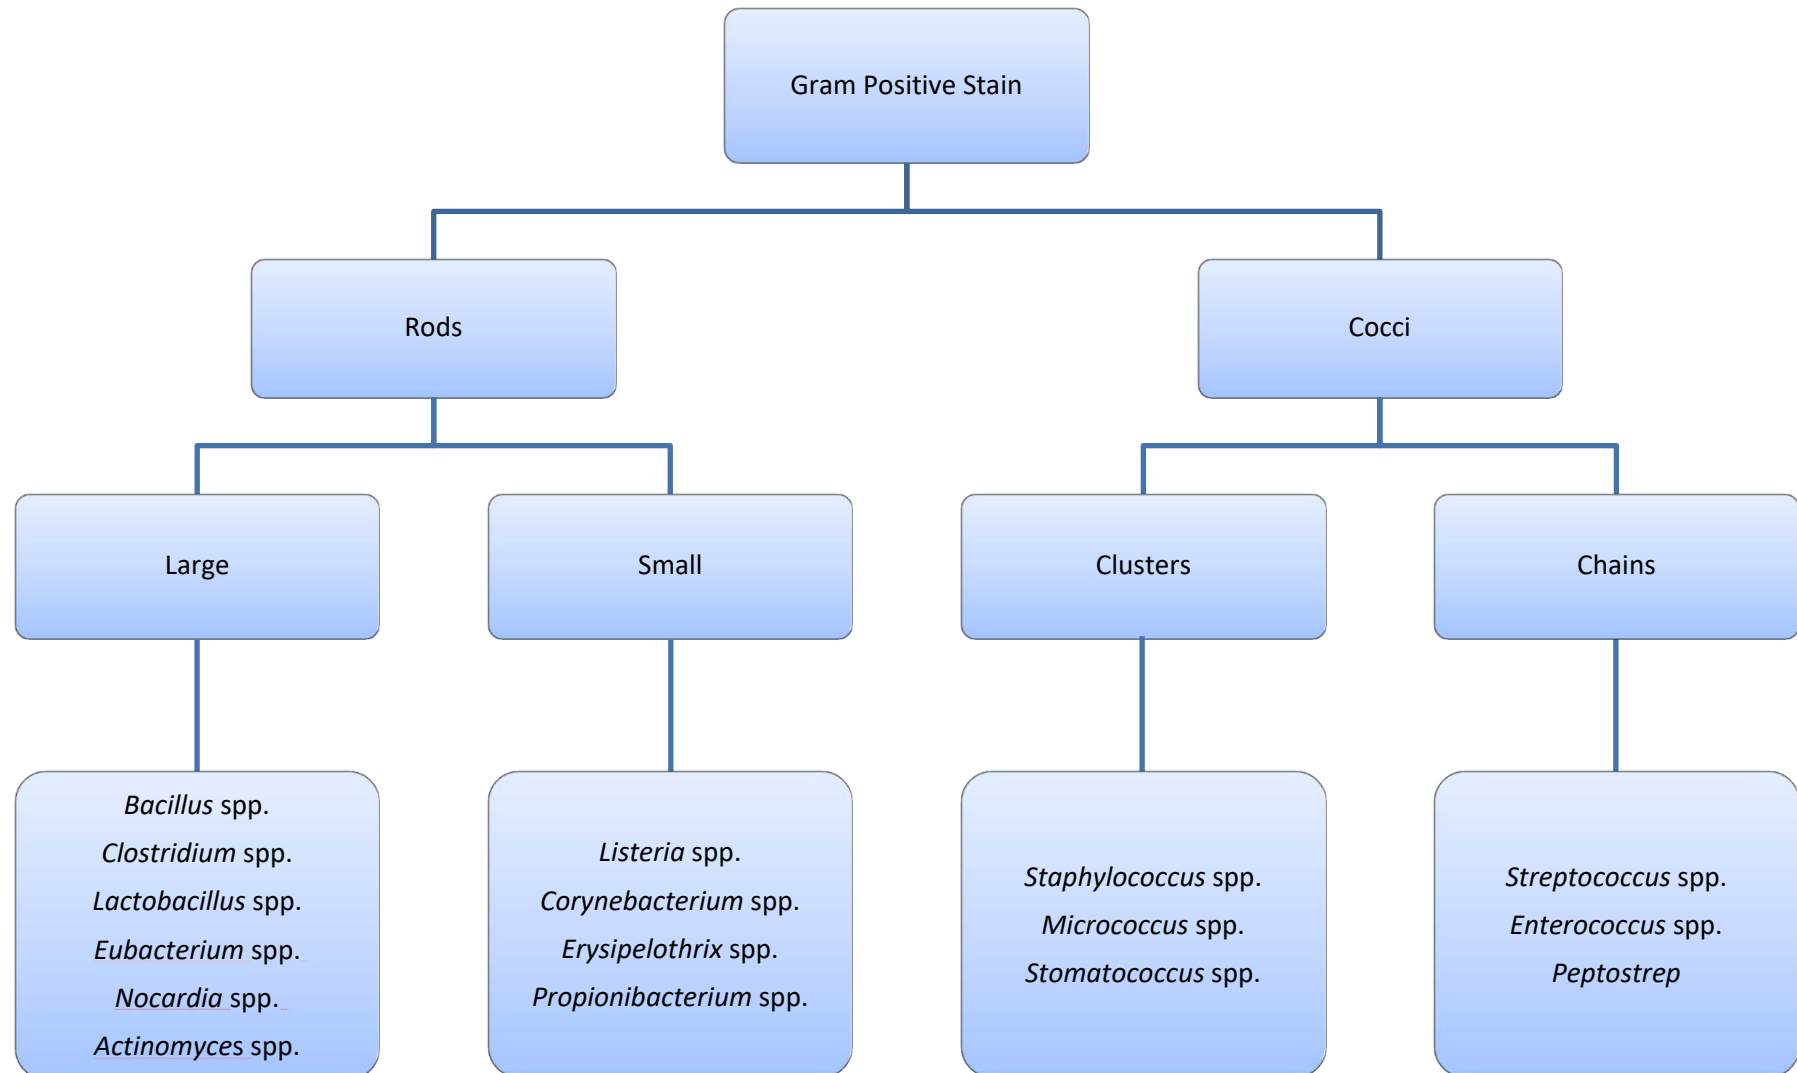 Gram Positive Stain
Rods
Cocci
Large
Small
Clusters
Chains
Bacillus spp.
Clostridium spp.
Lactobacillus spp.
Eubacterium spp.
Nocardia spp.
Actinomyces spp.
Listeria spp.
Corynebacterium spp.
Erysipelothrix spp.
Propionibacterium spp.
Staphylococcus spp.
Micrococcus spp.
Stomatococcus spp.
Streptococcus spp.
Enterococcus spp.
Peptostrep